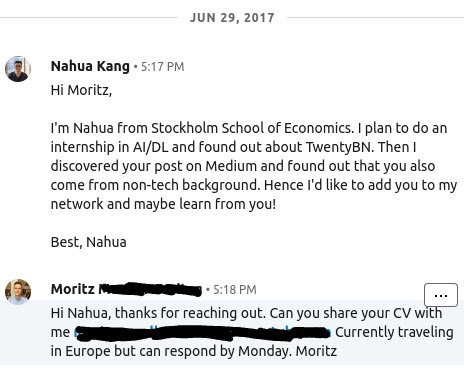 JUN 29, 2017
Nahua Kang • 5:17 PM
Hi Moritz,
I'm Nahua from Stockholm School of Economics. I plan to do an
internship in AI/DL and found out about TwentyBN. Then I
discovered your post on Medium and found out that you also
come from non-tech background. Hence I'd like to add you to my
network and maybe learn from you!
Best, Nahua
Moritz • 5:18 PM
Hi Nahua, thanks for reaching out. Can you share your CV with
me Currently traveling
in Europe but can respond by Monday. Moritz